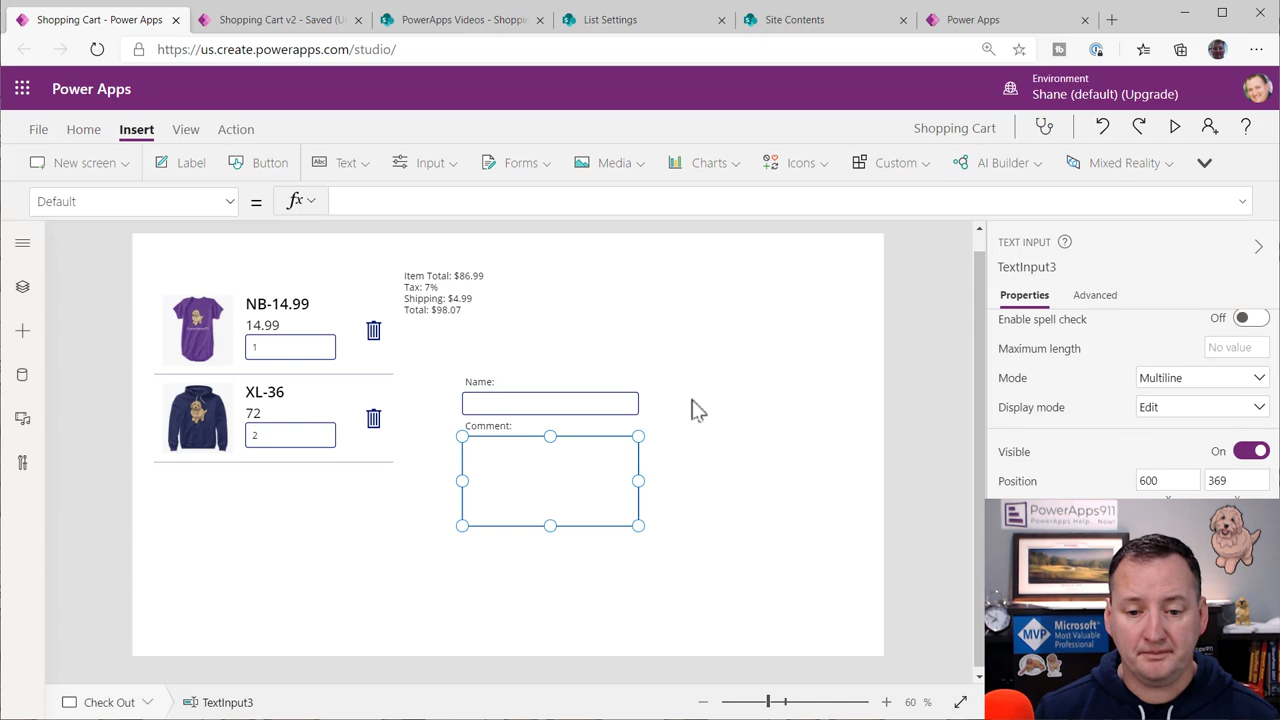 Shopping Cart - Power Apps
Shopping Cart v2 - Saved (U
PowerApps Videos - Shoppin
List Settings
Site Contents
Power Apps
https://us.create.powerapps.com/studio/
Power Apps
Environment
Shane (default) (Upgrade)
File
Home
Insert
View
Action
Shopping Cart
New screen
Label
Button
Abc
Text
Input
Forms
Media
Charts
Icons
Custom
AI Builder
Mixed Reality
Default
=
fx
TEXT INPUT
TextInput3
Properties
Advanced
Enable spell check
Off
Maximum length
No value
Mode
Multiline
Display mode
Edit
Visible
On
Position
600
369
X
Y
Item Total: $86.99
Tax: 7%
Shipping: $4.99
Total: $98.07
NB-14.99
14.99
1
XL-36
72
2
Name:
Comment:
PowerApps911
PowerApps Help... Now!
Microsoft
MVP
Most Valuable
Professional
Check Out
TextInput3
60 %